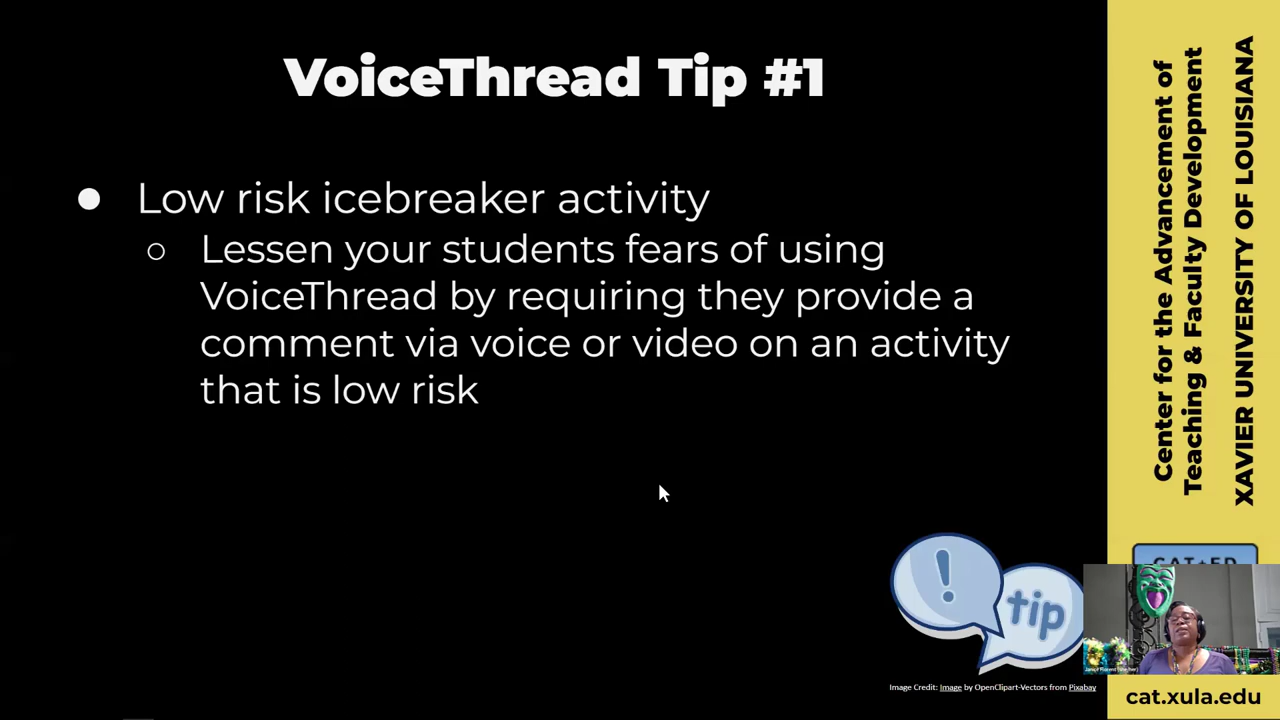 VoiceThread Tip #1
● Low risk icebreaker activity
○ Lessen your students fears of using
VoiceThread by requiring they provide a
comment via voice or video on an activity
that is low risk
!
tip
Image Credit: Image by OpenClipart-Vectors from Pixabay
Center for the Advancement of
Teaching & Faculty Development
XAVIER UNIVERSITY OF LOUISIANA
CAT+ED
cat.xula.edu